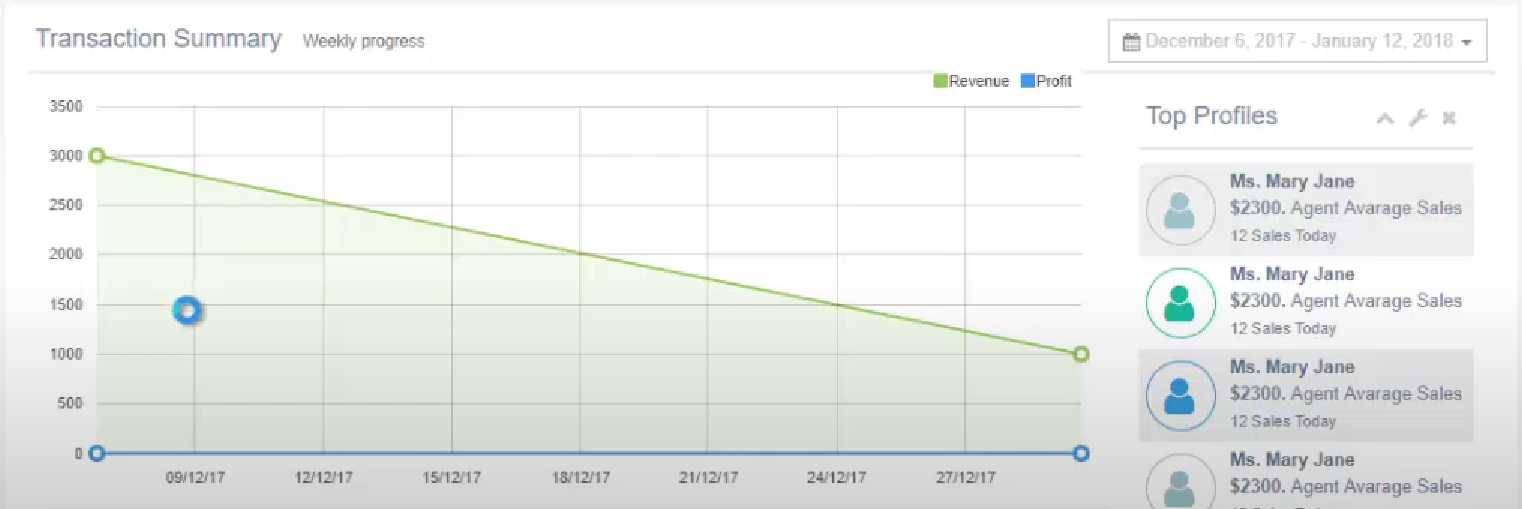 Transaction Summary Weekly progress
December 6, 2017 - January 12, 2018
Revenue Profit
3500
3000
2500
2000
1500
1000
500
0
09/12/17 12/12/17 15/12/17 18/12/17 21/12/17 24/12/17 27/12/17
Top Profiles
Ms. Mary Jane
$2300. Agent Avarage Sales
12 Sales Today
Ms. Mary Jane
$2300. Agent Avarage Sales
12 Sales Today
Ms. Mary Jane
$2300. Agent Avarage Sales
12 Sales Today
Ms. Mary Jane
$2300. Agent Avarage Sales